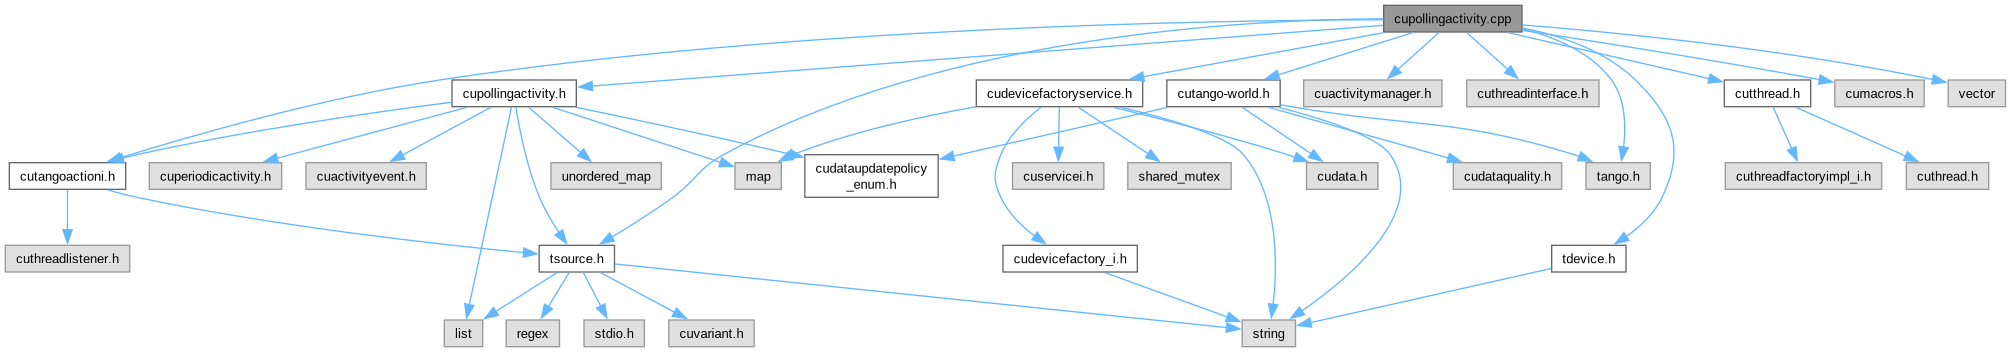 cupollingactivity.cpp
cupollingactivity.h
cudevicefactoryservice.h
cutango-world.h
cuactivitymanager.h
cuthreadinterface.h
cutthread.h
cumacros.h
vector
cutangoactioni.h
cuperiodicactivity.h
cuactivityevent.h
unordered_map
map
cudataupdatepolicy
_enum.h
cuservicei.h
shared_mutex
cudata.h
cudataquality.h
tango.h
cuthreadfactoryimpl_i.h
cuthread.h
cuthreadlistener.h
tsource.h
cudevicefactory_i.h
tdevice.h
list
regex
stdio.h
cuvariant.h
string